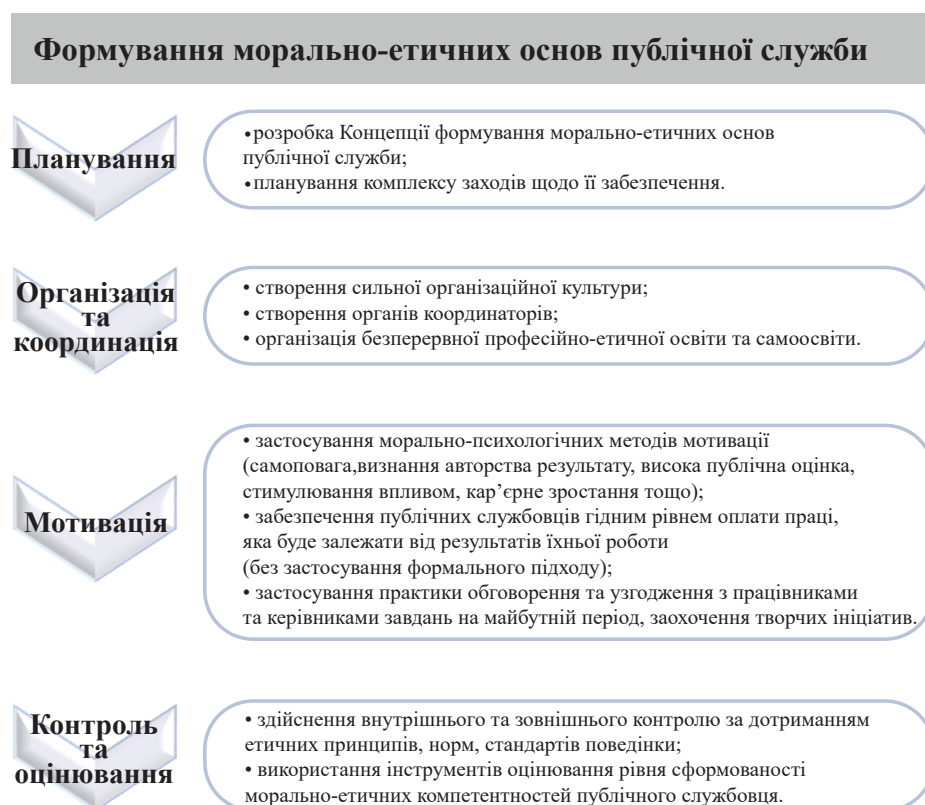 Формування морально-етичних основ публічної служби
Планування
•розробка Концепції формування морально-етичних основ
публічної служби;
•планування комплексу заходів щодо її забезпечення.
Організація
та
координація
• створення сильної організаційної культури;
• створення органів координаторів;
• організація безперервної професійно-етичної освіти та самоосвіти.
Мотивація
• застосування морально-психологічних методів мотивації
(самоповага,визнання авторства результату, висока публічна оцінка,
стимулювання впливом, кар’єрне зростання тощо);
• забезпечення публічних службовців гідним рівнем оплати праці,
яка буде залежати від результатів їхньої роботи
(без застосування формального підходу);
• застосування практики обговорення та узгодження з працівниками
та керівниками завдань на майбутній період, заохочення творчих ініціатив.
Контроль
та
оцінювання
• здійснення внутрішнього та зовнішнього контролю за дотриманням
етичних принципів, норм, стандартів поведінки;
• використання інструментів оцінювання рівня сформованості
морально-етичних компетентностей публічного службовця.